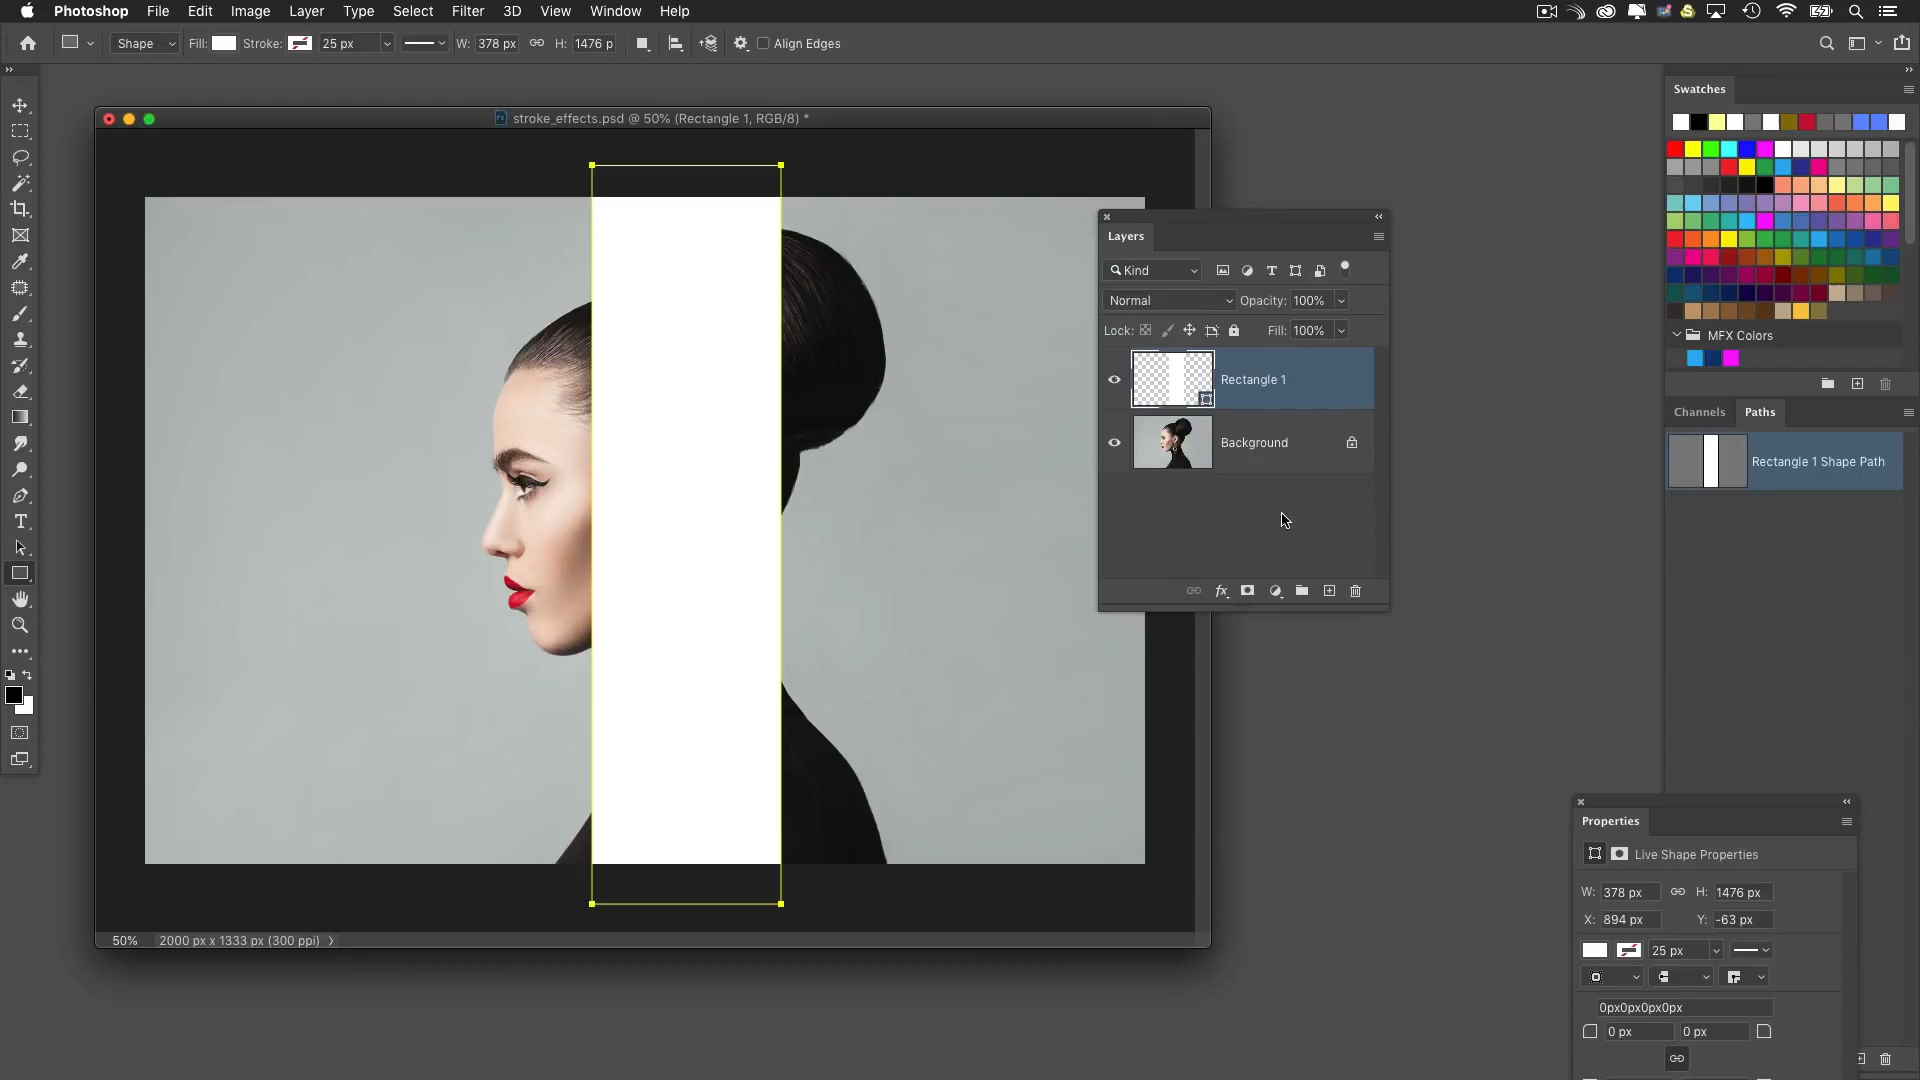 Photoshop File Edit Image Layer Type Select Filter 3D View Window Help
Shape Fill: Stroke: 25 px W: 378 px H: 1476 p Align Edges
stroke_effects.psd @ 50% (Rectangle 1, RGB/8) *
Swatches
MFX Colors
Channels Paths
Rectangle 1 Shape Path
Layers
Kind
Normal Opacity: 100%
Lock: Fill: 100%
Rectangle 1
Background
fx
50% 2000 px x 1333 px (300 ppi)
Properties
Live Shape Properties
W: 378 px H: 1476 px
X: 894 px Y: -63 px
25 px
0px0px0px0px
0 px 0 px